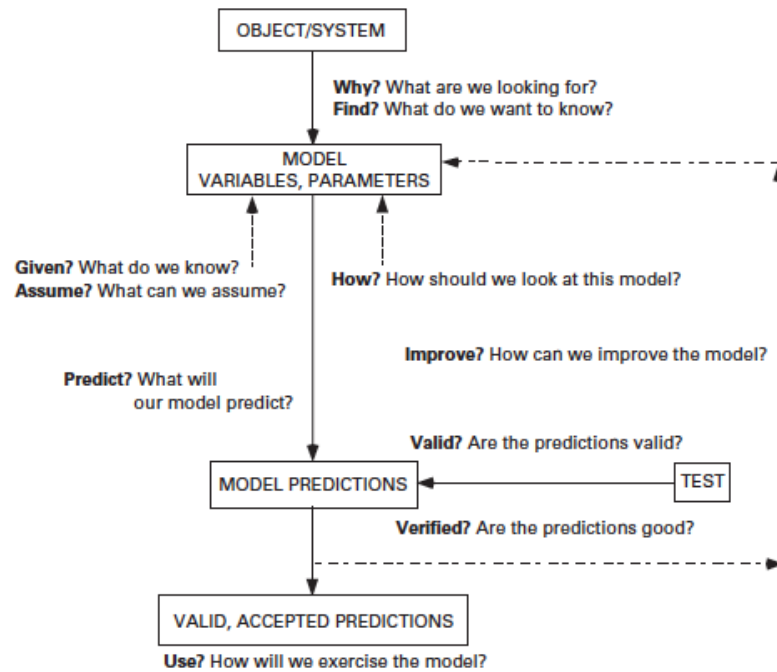 OBJECT/SYSTEM
Why? What are we looking for?
Find? What do we want to know?
MODEL
VARIABLES, PARAMETERS
Given? What do we know?
Assume? What can we assume?
How? How should we look at this model?
Improve? How can we improve the model?
Predict? What will
our model predict?
Valid? Are the predictions valid?
MODEL PREDICTIONS
TEST
Verified? Are the predictions good?
VALID, ACCEPTED PREDICTIONS
Use? How will we exercise the model?